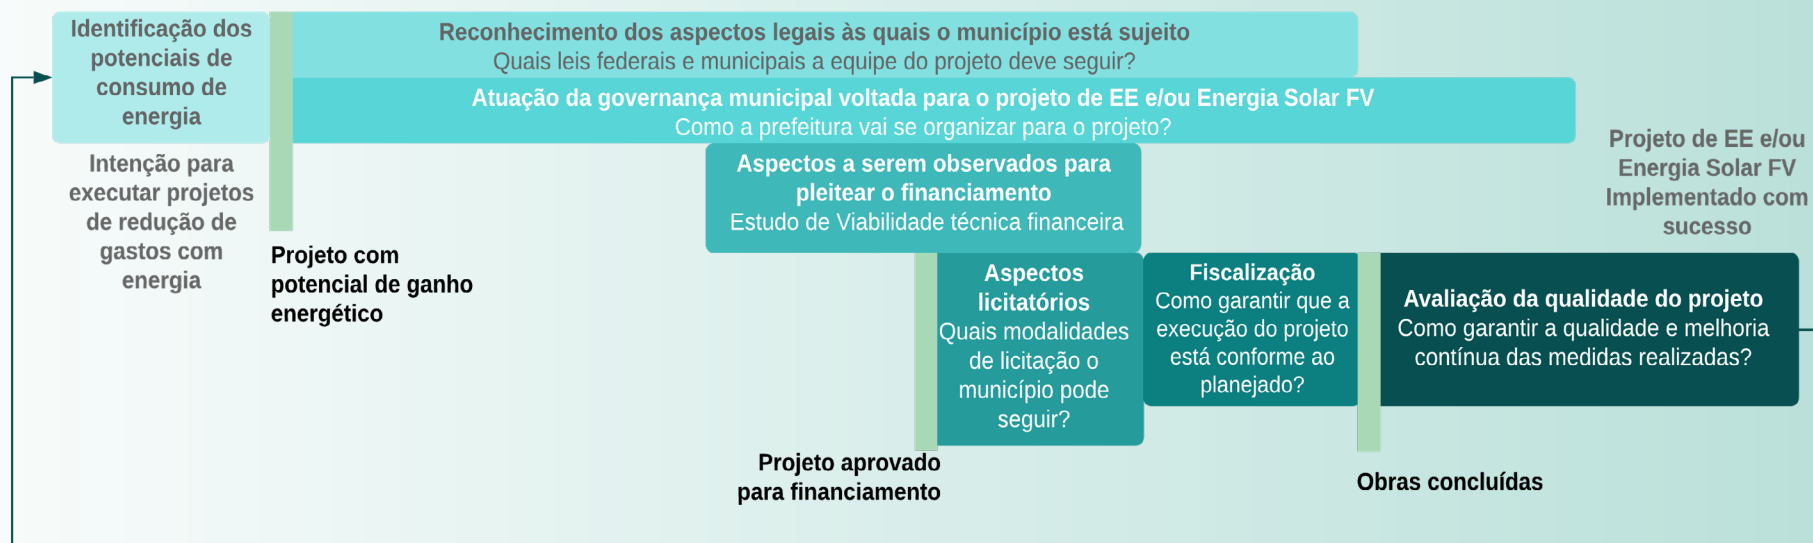 Identificação dos
potenciais de
consumo de
energia
Intenção para
executar projetos
de redução de
gastos com
energia
Reconhecimento dos aspectos legais às quais o município está sujeito
Quais leis federais e municipais a equipe do projeto deve seguir?
Atuação da governança municipal voltada para o projeto de EE e/ou Energia Solar FV
Como a prefeitura vai se organizar para o projeto?
Projeto com
potencial de ganho
energético
Aspectos a serem observados para
pleitear o financiamento
Estudo de Viabilidade técnica financeira
Projeto aprovado
para financiamento
Aspectos
licitatórios
Quais modalidades
de licitação o
município pode
seguir?
Fiscalização
Como garantir que a
execução do projeto
está conforme ao
planejado?
Obras concluídas
Avaliação da qualidade do projeto
Como garantir a qualidade e melhoria
contínua das medidas realizadas?
Projeto de EE e/ou
Energia Solar FV
Implementado com
sucesso